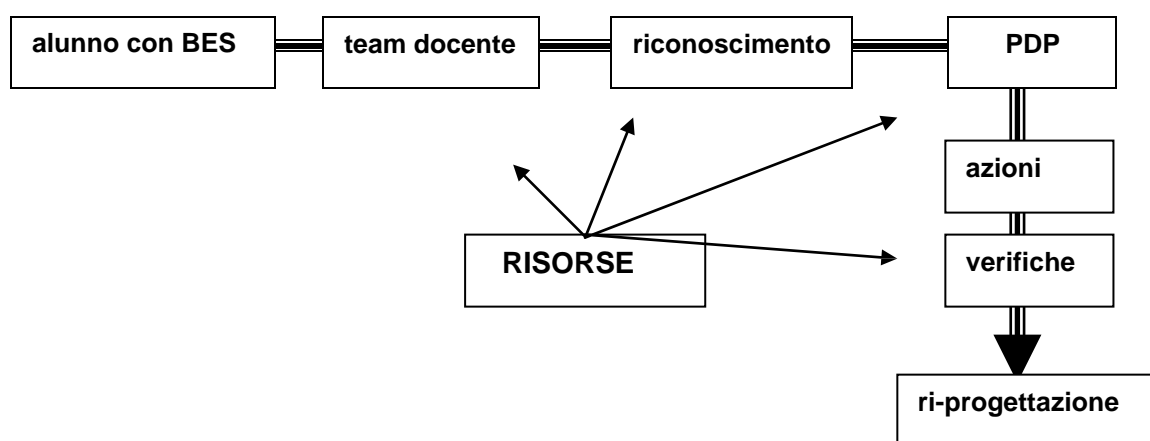 alunno con BES
team docente
riconoscimento
PDP
azioni
RISORSE
verifiche
ri-progettazione